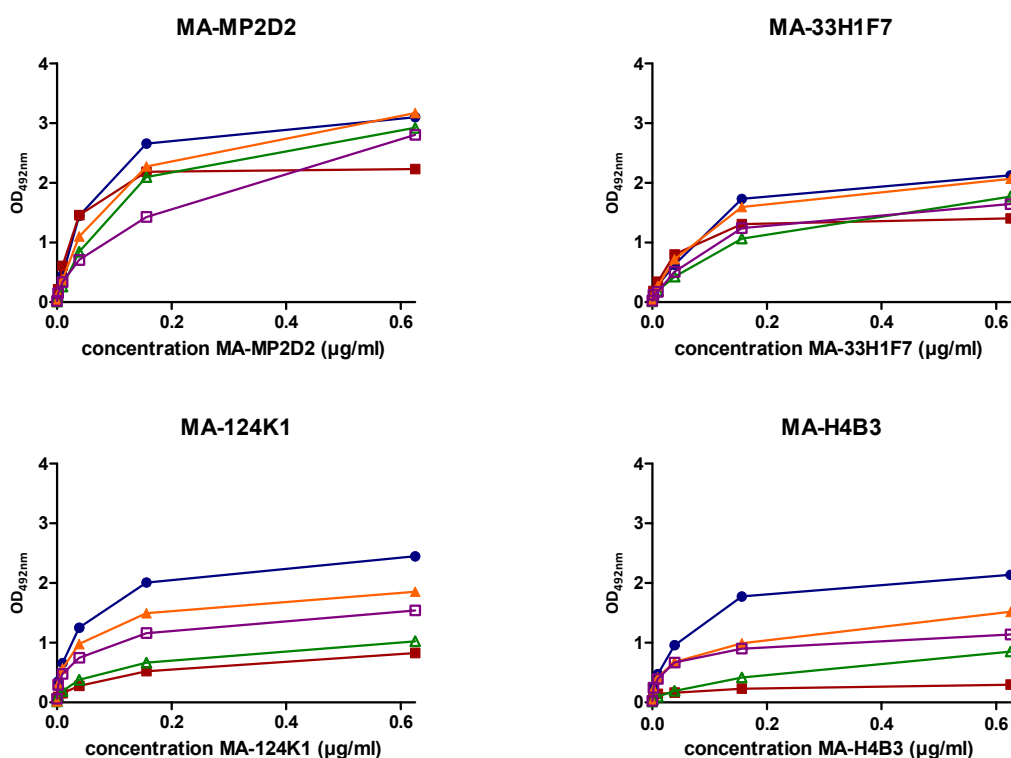 MA-MP2D2
4
3
2
1
0
OD492nm
0.0 0.2 0.4 0.6
concentration MA-MP2D2 (µg/ml)
MA-33H1F7
4
3
2
1
0
OD492nm
0.0 0.2 0.4 0.6
concentration MA-33H1F7 (µg/ml)
MA-124K1
4
3
2
1
0
OD492nm
0.0 0.2 0.4 0.6
concentration MA-124K1 (µg/ml)
MA-H4B3
4
3
2
1
0
OD492nm
0.0 0.2 0.4 0.6
concentration MA-H4B3 (µg/ml)